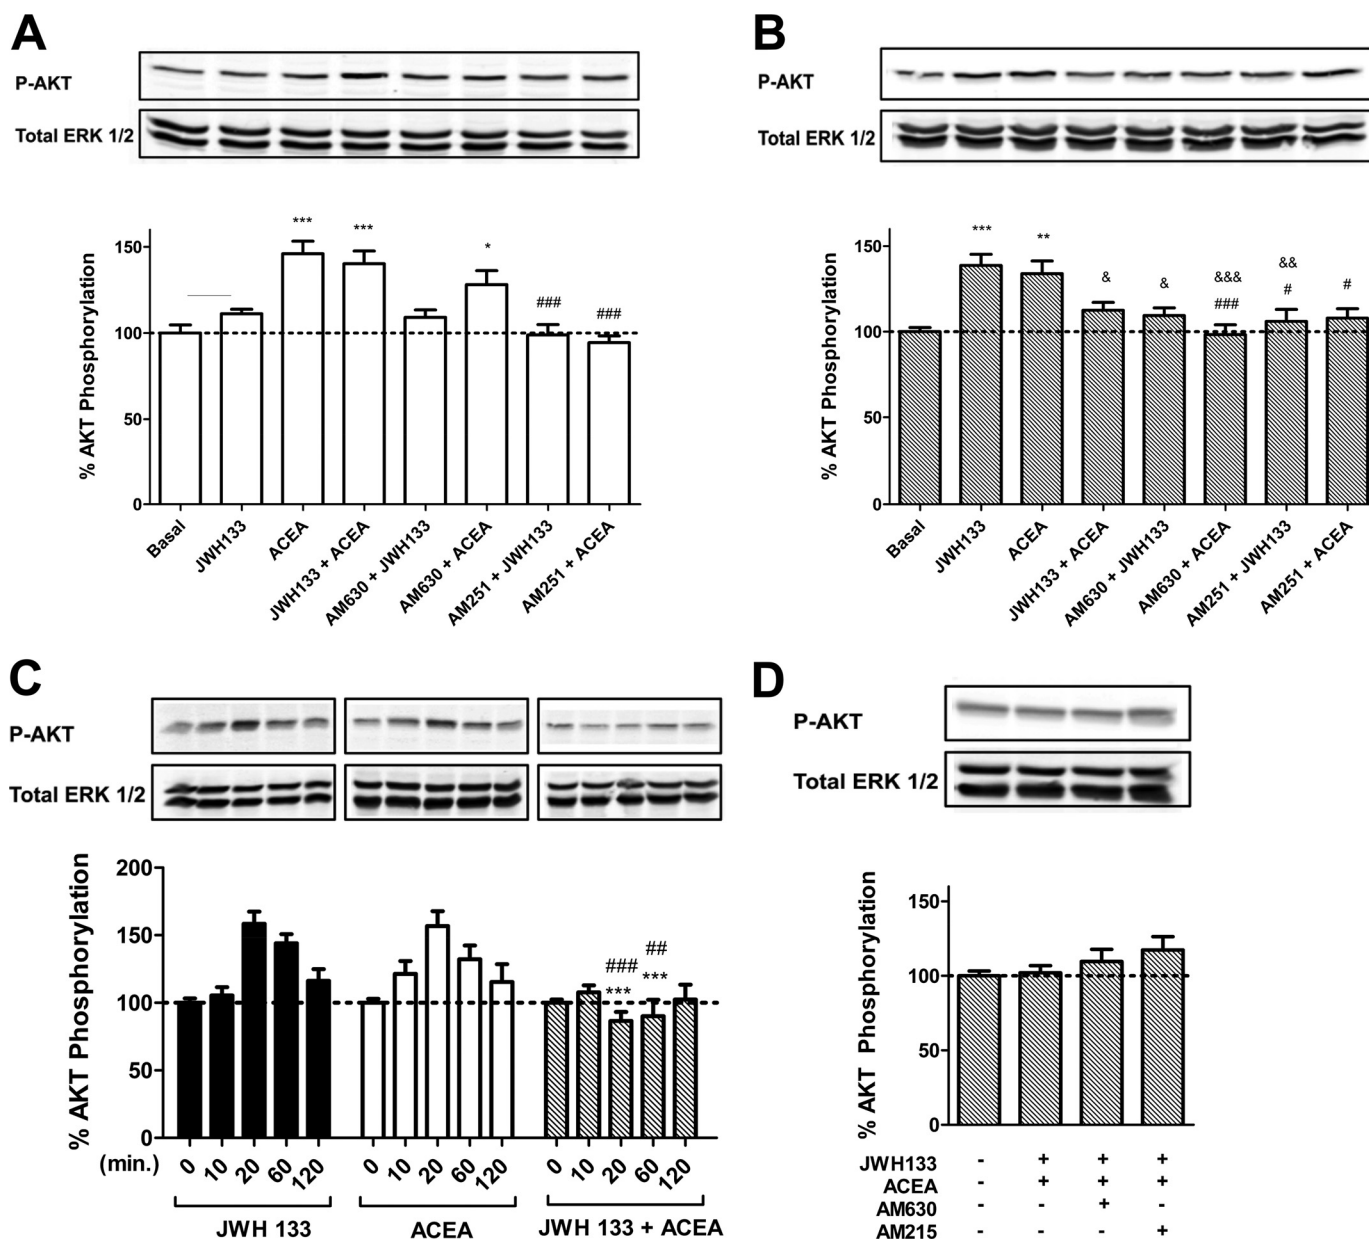 A
P-AKT
Total ERK 1/2
% AKT Phosphorylation
150
100
50
0
***
***
*
###
###
Basal
JWH133
ACEA
JWH133 + ACEA
AM630 + JWH133
AM630 + ACEA
AM251 + JWH133
AM251 + ACEA
B
P-AKT
Total ERK 1/2
% AKT Phosphorylation
150
100
50
0
***
**
&
&
&&&
###
&&
#
#
Basal
JWH133
ACEA
JWH133 + ACEA
AM630 + JWH133
AM630 + ACEA
AM251 + JWH133
AM251 + ACEA
C
P-AKT
Total ERK 1/2
% AKT Phosphorylation
200
150
100
50
0
###
***
##
***
(min.) 0 10 20 60 120 0 10 20 60 120 0 10 20 60 120
JWH 133 ACEA JWH 133 + ACEA
D
P-AKT
Total ERK 1/2
% AKT Phosphorylation
150
100
50
0
JWH133 - + + +
ACEA - + + +
AM630 - - + -
AM215 - - - +